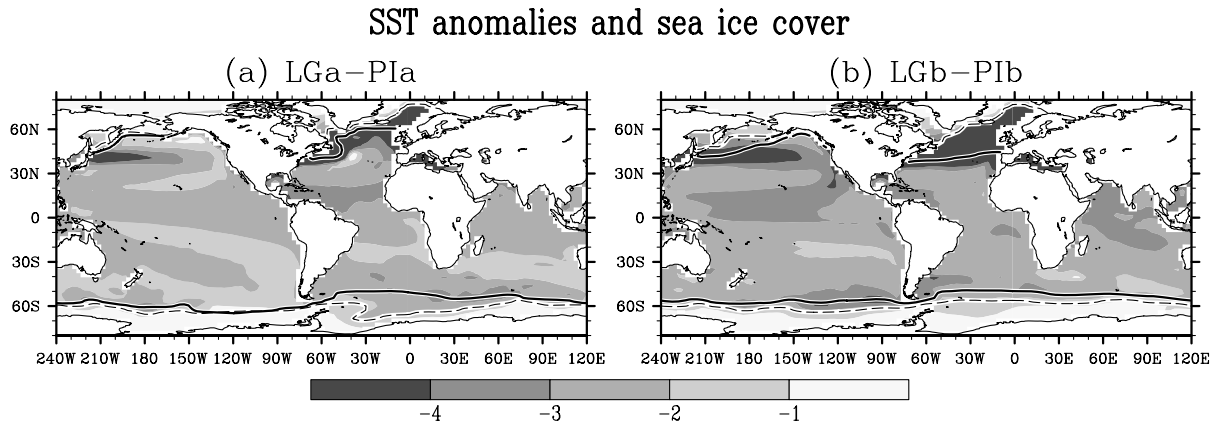 SST anomalies and sea ice cover
(a) LGa−PIa
(b) LGb−PIb
60N
30N
0
30S
60S
240W 210W 180 150W 120W 90W 60W 30W 0 30E 60E 90E 120E
60N
30N
0
30S
60S
240W 210W 180 150W 120W 90W 60W 30W 0 30E 60E 90E 120E
−4 −3 −2 −1